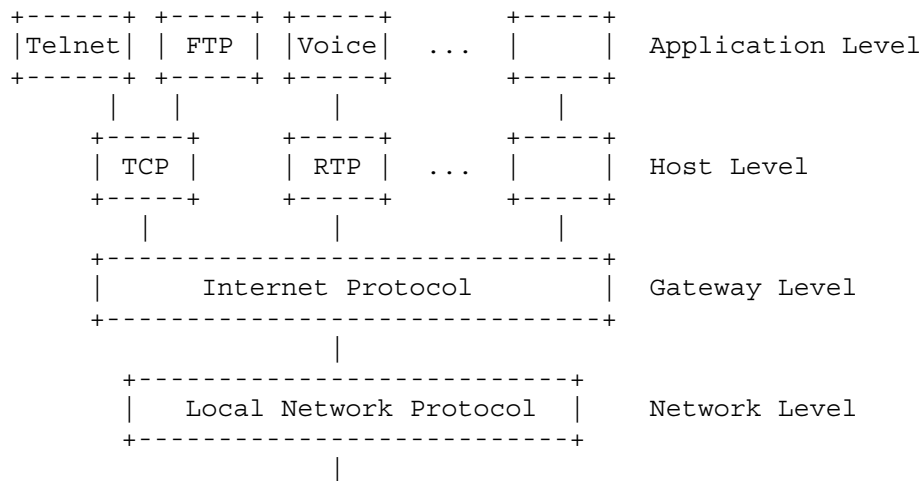 Telnet FTP Voice ... Application Level
TCP RTP ... Host Level
Internet Protocol Gateway Level
Local Network Protocol Network Level